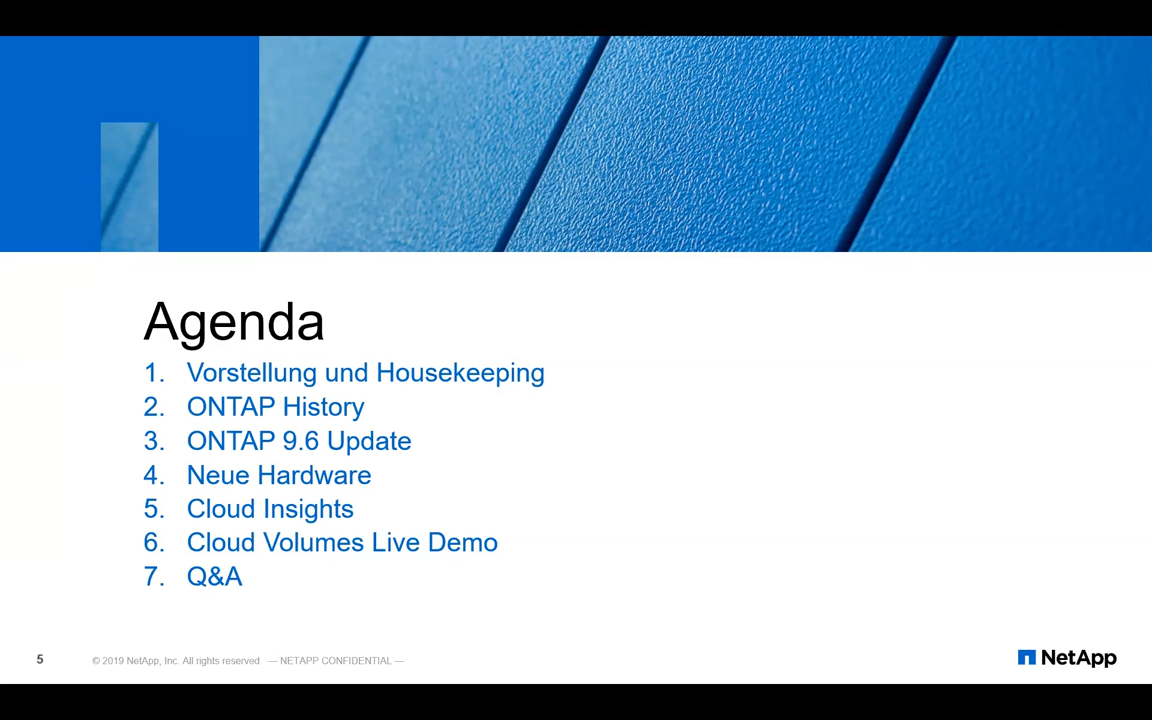 Agenda
1. Vorstellung und Housekeeping
2. ONTAP History
3. ONTAP 9.6 Update
4. Neue Hardware
5. Cloud Insights
6. Cloud Volumes Live Demo
7. Q&A
5 © 2019 NetApp, Inc. All rights reserved. — NETAPP CONFIDENTIAL —
NetApp